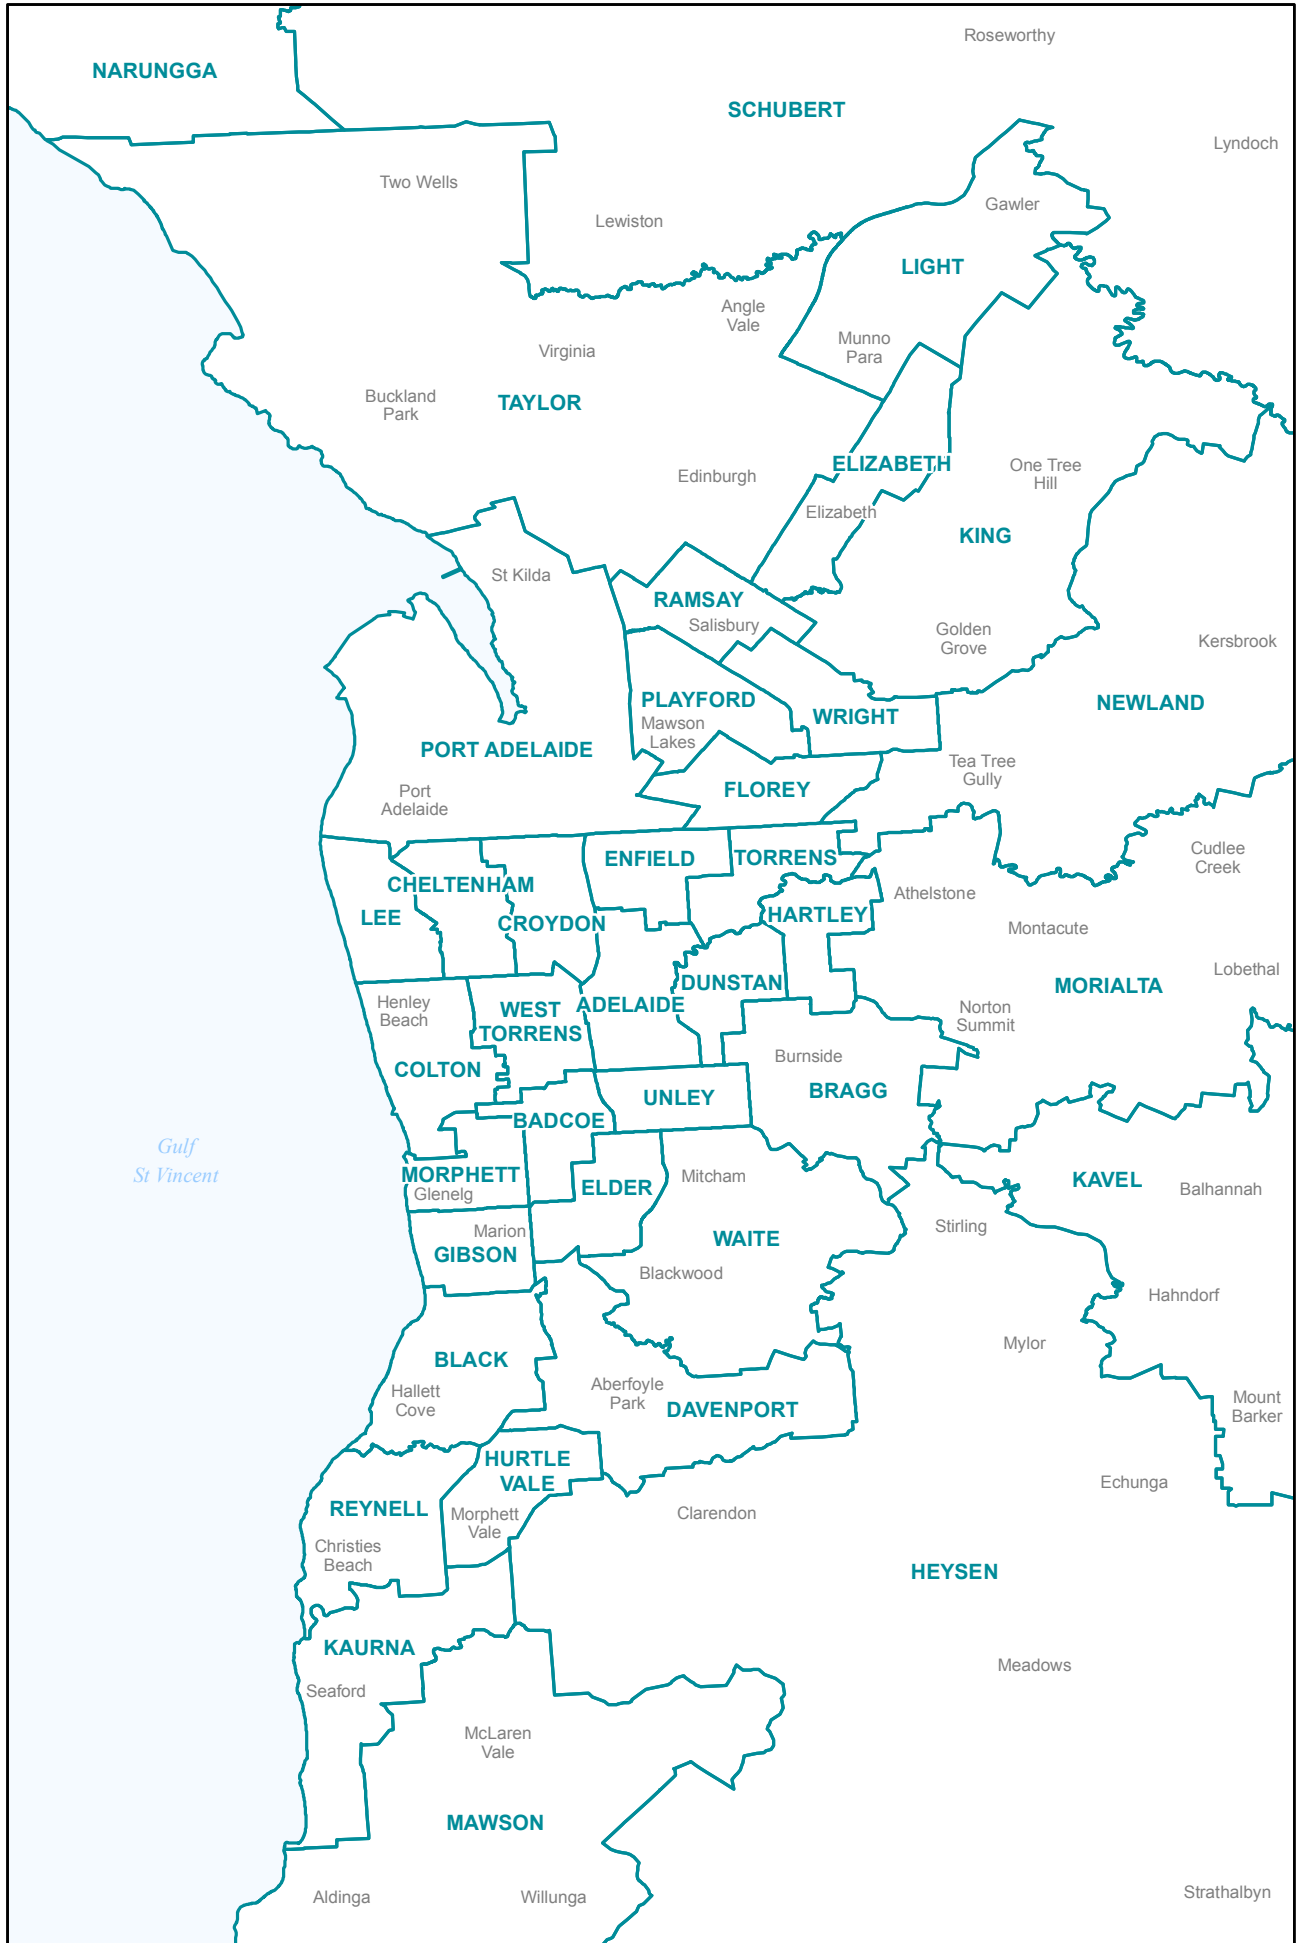 Roseworthy
NARUNGGA
SCHUBERT
Lyndoch
Two Wells
Gawler
Lewiston
LIGHT
Angle
Vale
Munno
Para
Virginia
Buckland
Park
TAYLOR
ELIZABETH
One Tree
Hill
Edinburgh
Elizabeth
KING
St Kilda
RAMSAY
Salisbury
Golden
Grove
Kersbrook
PLAYFORD
Mawson
Lakes
WRIGHT
NEWLAND
PORT ADELAIDE
Tea Tree
Gully
Port
Adelaide
FLOREY
ENFIELD
TORRENS
Cudlee
Creek
CHELTENHAM
Athelstone
LEE
CROYDON
HARTLEY
Montacute
Lobethal
DUNSTAN
MORIALTA
Henley
Beach
WEST
TORRENS
ADELAIDE
Norton
Summit
COLTON
Burnside
BRAGG
UNLEY
BADCOE
Gulf
St Vincent
MORPHETT
Glenelg
ELDER
Mitcham
KAVEL
Balhannah
Marion
GIBSON
WAITE
Stirling
Blackwood
Hahndorf
Mylor
BLACK
Hallett
Cove
Aberfoyle
Park
DAVENPORT
Mount
Barker
HURTLE
VALE
Echunga
REYNELL
Morphett
Vale
Clarendon
Christies
Beach
HEYSEN
KAURNA
Meadows
Seaford
McLaren
Vale
MAWSON
Aldinga
Willunga
Strathalbyn